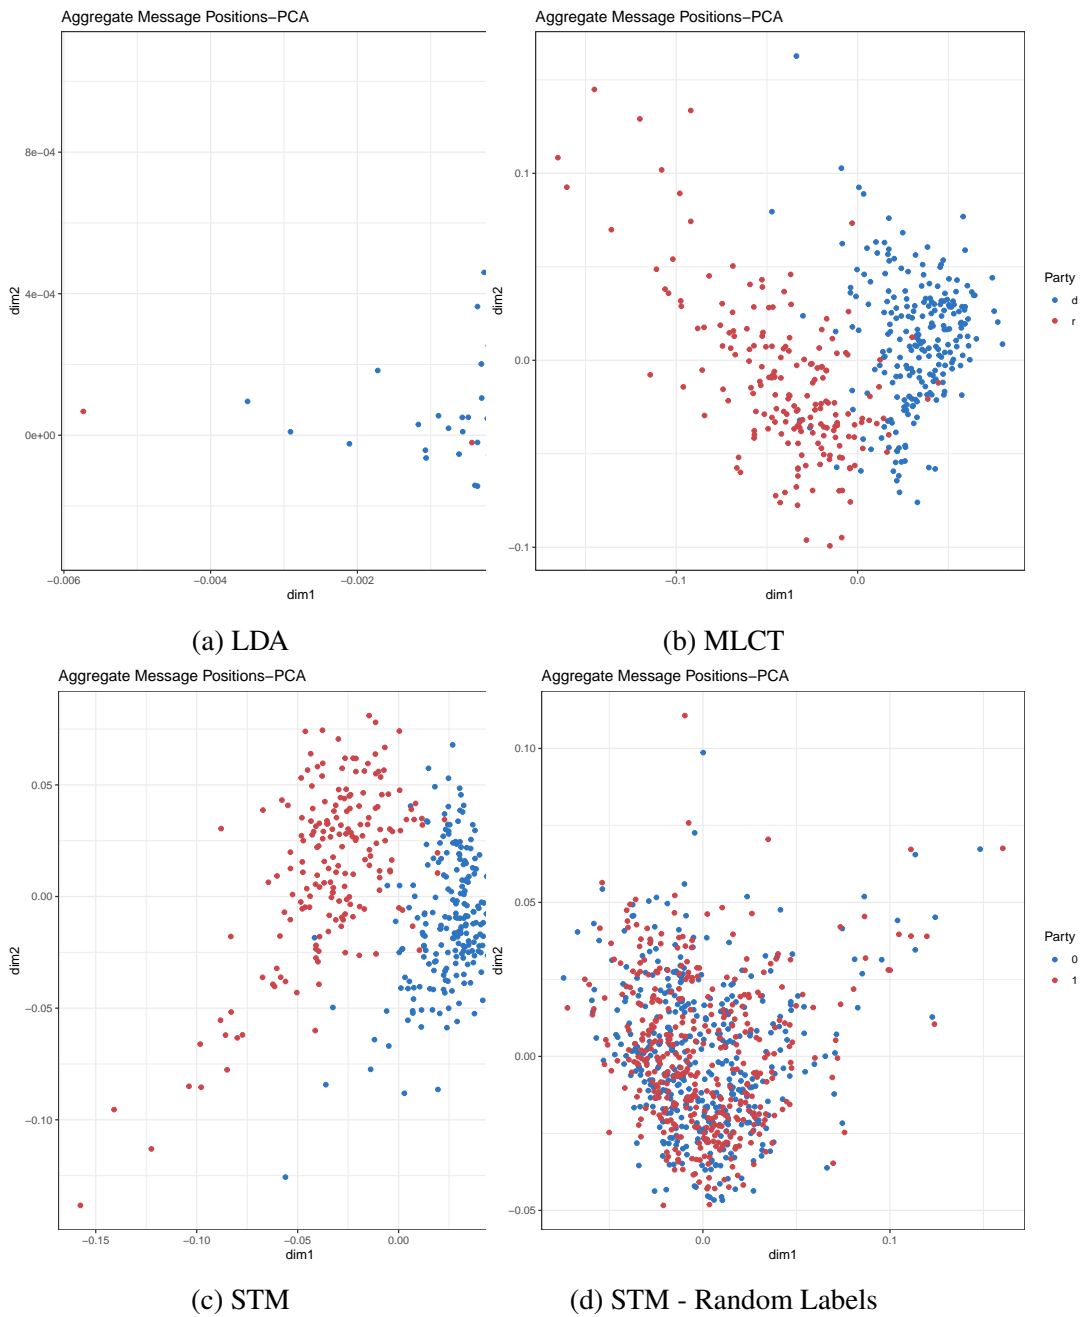 Aggregate Message Positions−PCA
8e−04
4e−04
0e+00
dim2
−0.006
−0.004
−0.002
dim1
(a) LDA
Aggregate Message Positions−PCA
0.1
0.0
−0.1
dim2
−0.1
0.0
dim1
Party
d
r
(b) MLCT
Aggregate Message Positions−PCA
0.05
0.00
−0.05
−0.10
dim2
−0.15
−0.10
−0.05
0.00
dim1
(c) STM
Aggregate Message Positions−PCA
0.10
0.05
0.00
−0.05
dim2
0.0
0.1
dim1
Party
0
1
(d) STM - Random Labels